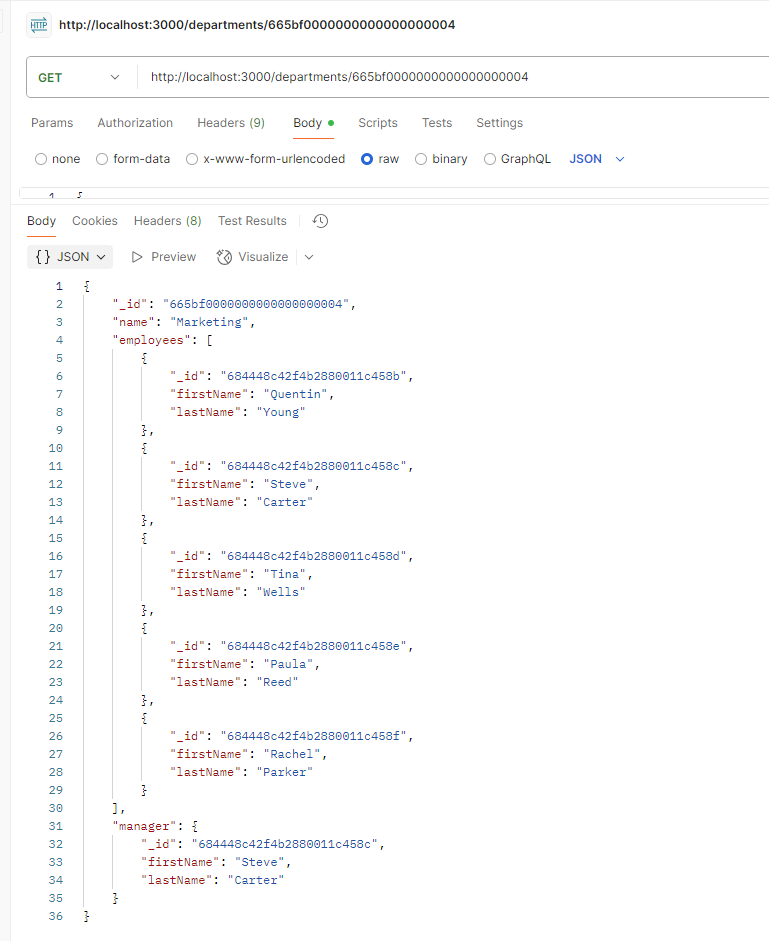 HTTP http://localhost:3000/departments/665bf0000000000000000004
GET http://localhost:3000/departments/665bf0000000000000000004
Params Authorization Headers (9) Body Scripts Tests Settings
none form-data x-www-form-urlencoded raw binary GraphQL JSON
1 {
Body Cookies Headers (8) Test Results
{} JSON Preview Visualize
1 {
2 "_id": "665bf0000000000000000004",
3 "name": "Marketing",
4 "employees": [
5 {
6 "_id": "684448c42f4b2880011c458b",
7 "firstName": "Quentin",
8 "lastName": "Young"
9 },
10 {
11 "_id": "684448c42f4b2880011c458c",
12 "firstName": "Steve",
13 "lastName": "Carter"
14 },
15 {
16 "_id": "684448c42f4b2880011c458d",
17 "firstName": "Tina",
18 "lastName": "Wells"
19 },
20 {
21 "_id": "684448c42f4b2880011c458e",
22 "firstName": "Paula",
23 "lastName": "Reed"
24 },
25 {
26 "_id": "684448c42f4b2880011c458f",
27 "firstName": "Rachel",
28 "lastName": "Parker"
29 }
30 ],
31 "manager": {
32 "_id": "684448c42f4b2880011c458c",
33 "firstName": "Steve",
34 "lastName": "Carter"
35 }
36 }